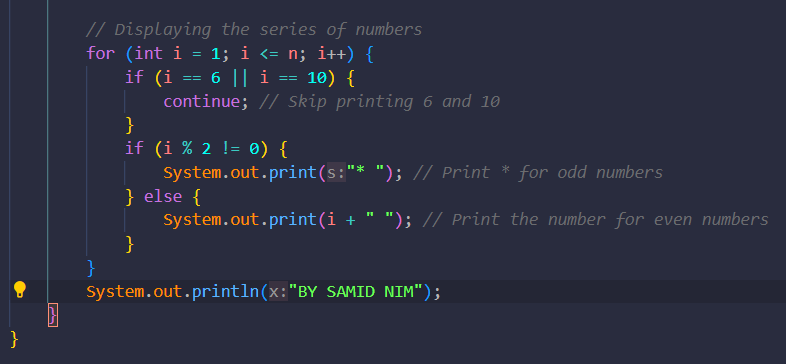 // Displaying the series of numbers
for (int i = 1; i <= n; i++) {
if (i == 6 || i == 10) {
continue; // Skip printing 6 and 10
}
if (i % 2 != 0) {
System.out.print(s:"* "); // Print * for odd numbers
} else {
System.out.print(i + " "); // Print the number for even numbers
}
}
System.out.println(x:"BY SAMID NIM");
}
}